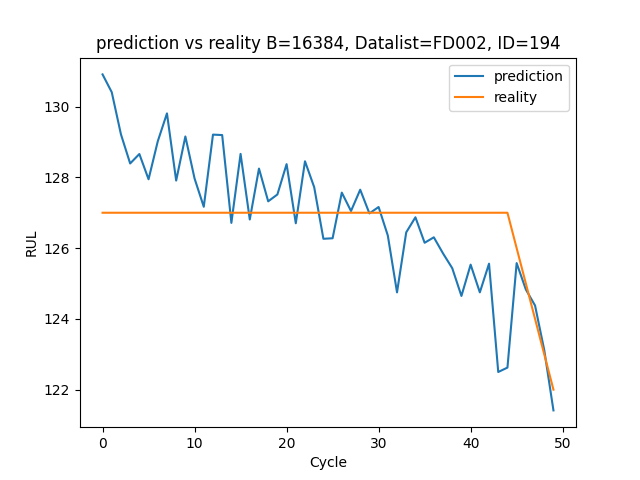 prediction vs reality B=16384, Datalist=FD002, ID=194
prediction
reality
130
128
126
124
122
RUL
0 10 20 30 40 50
Cycle